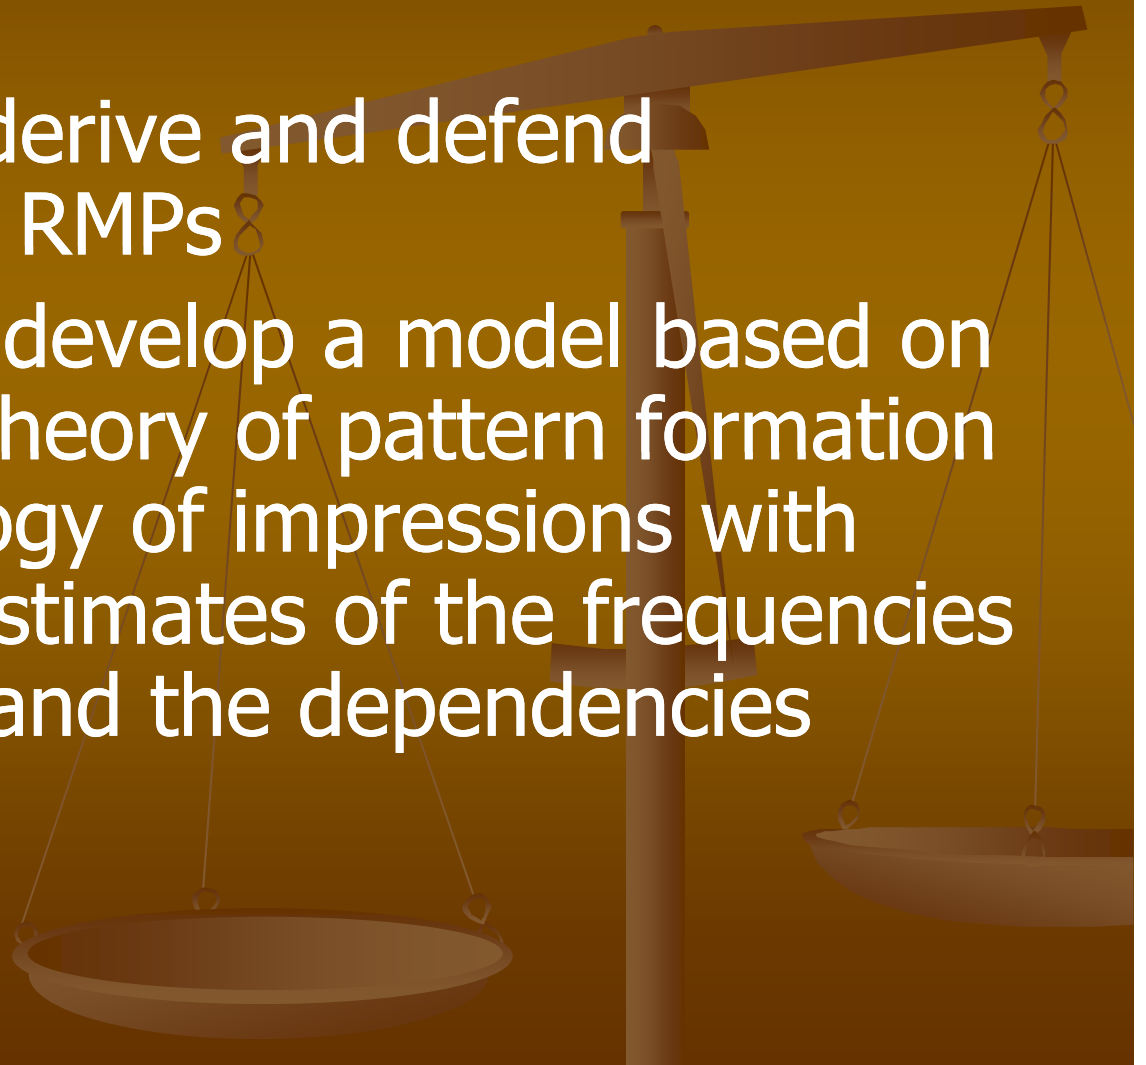 derive and defend
RMPs
develop a model based on
heory of pattern formation
ogy of impressions with
stimates of the frequencies
and the dependencies